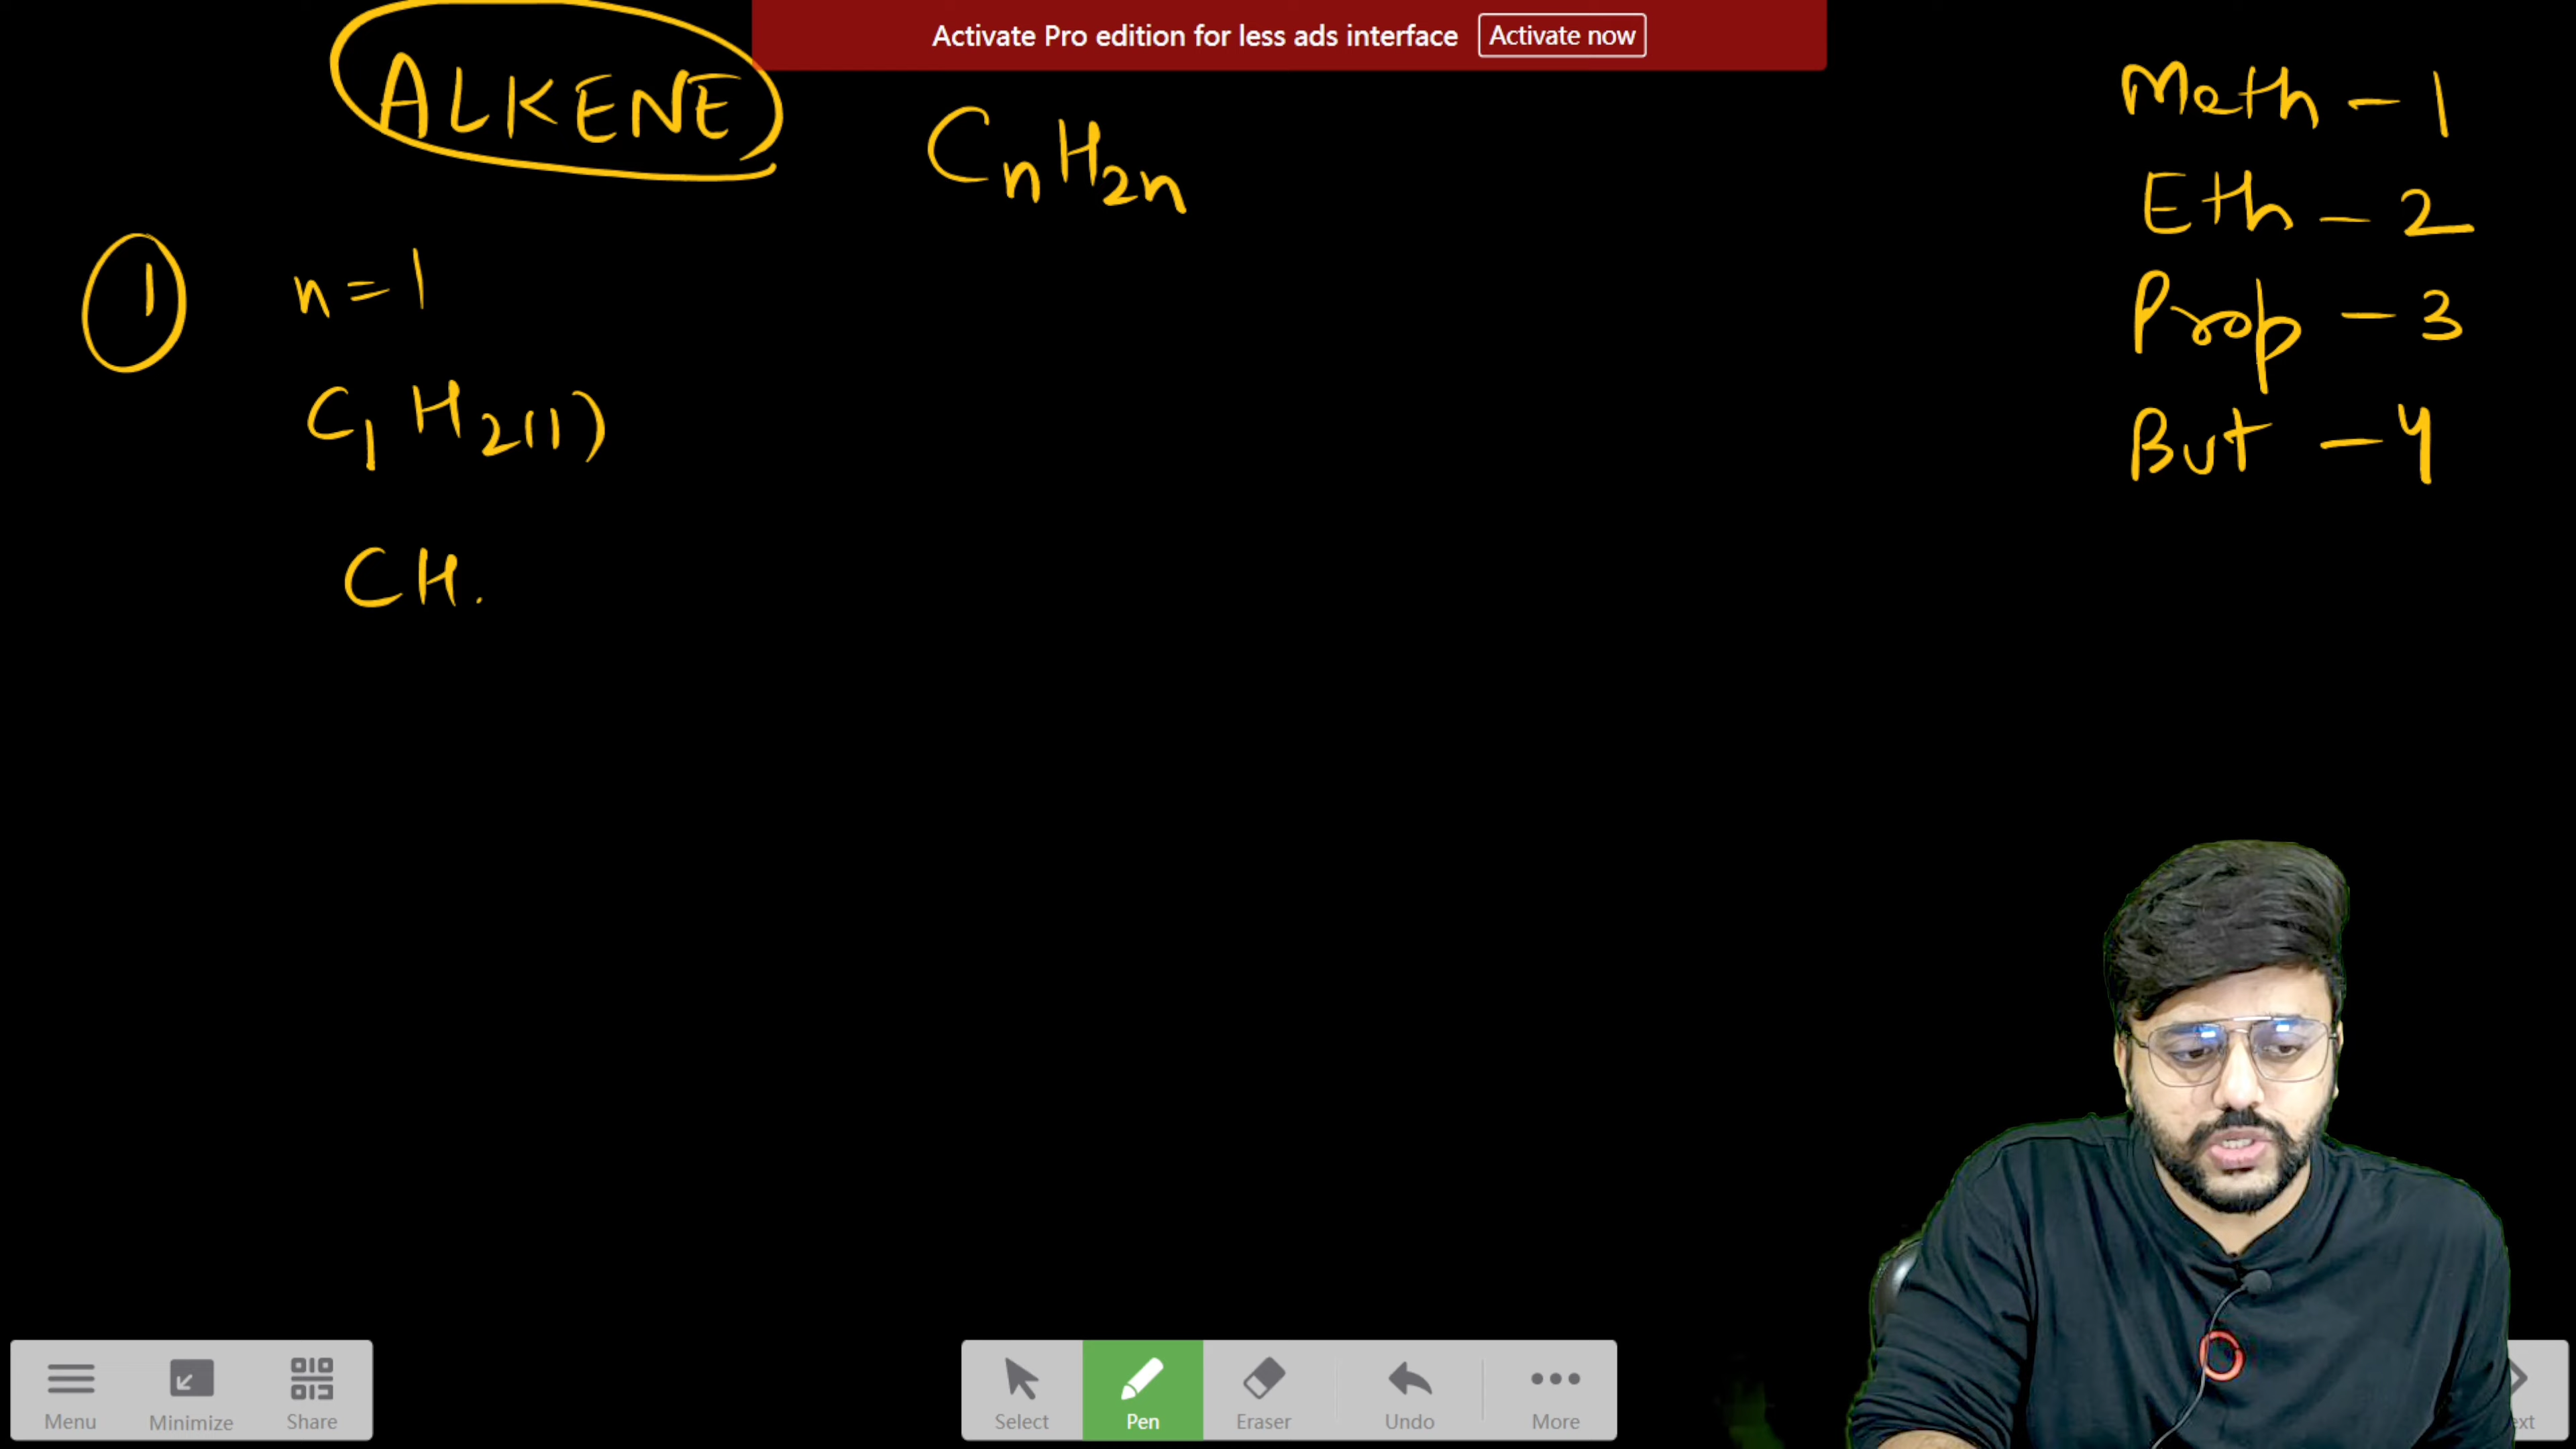 Activate Pro edition for less ads interface Activate now
ALKENE
CnH2n
1 n = 1
C1 H2(1)
CH.
Meth - 1
Eth - 2
Prop - 3
But - 4
Menu Minimize Share
Select Pen Eraser Undo More